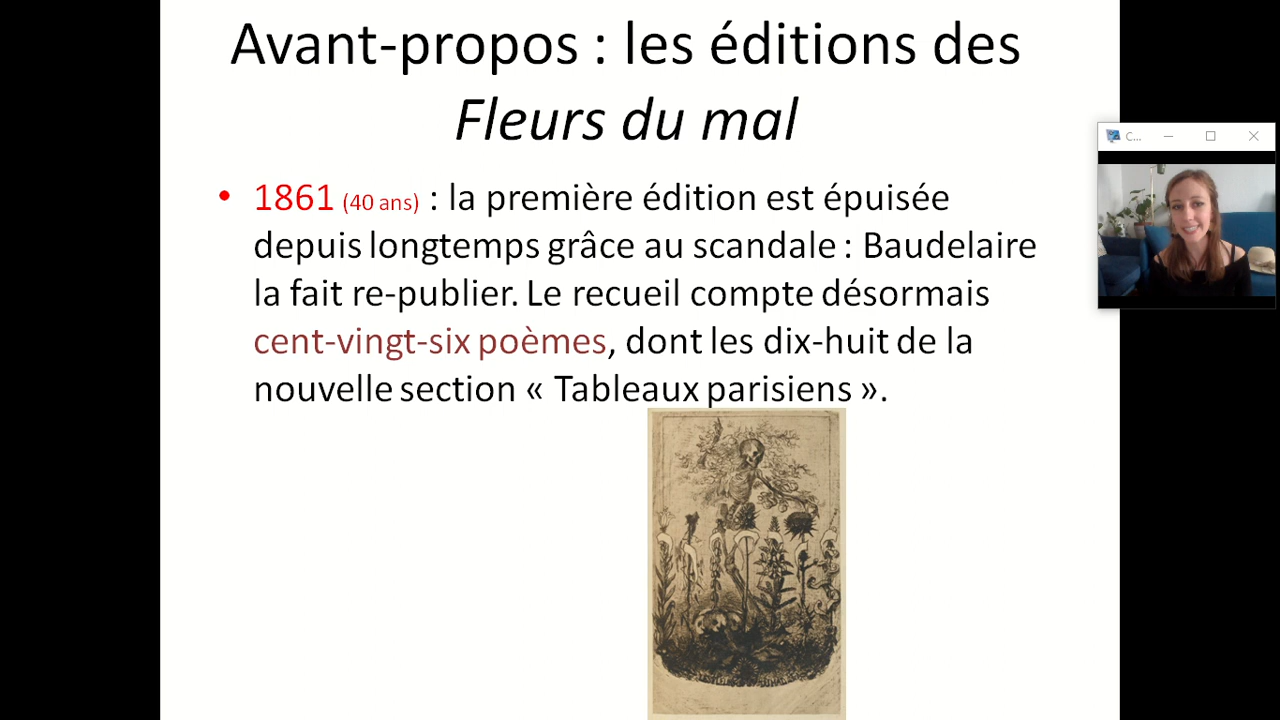 Avant-propos : les éditions des
Fleurs du mal
• 1861 (40 ans) : la première édition est épuisée
depuis longtemps grâce au scandale : Baudelaire
la fait re-publier. Le recueil compte désormais
cent-vingt-six poèmes, dont les dix-huit de la
nouvelle section « Tableaux parisiens ».
C...